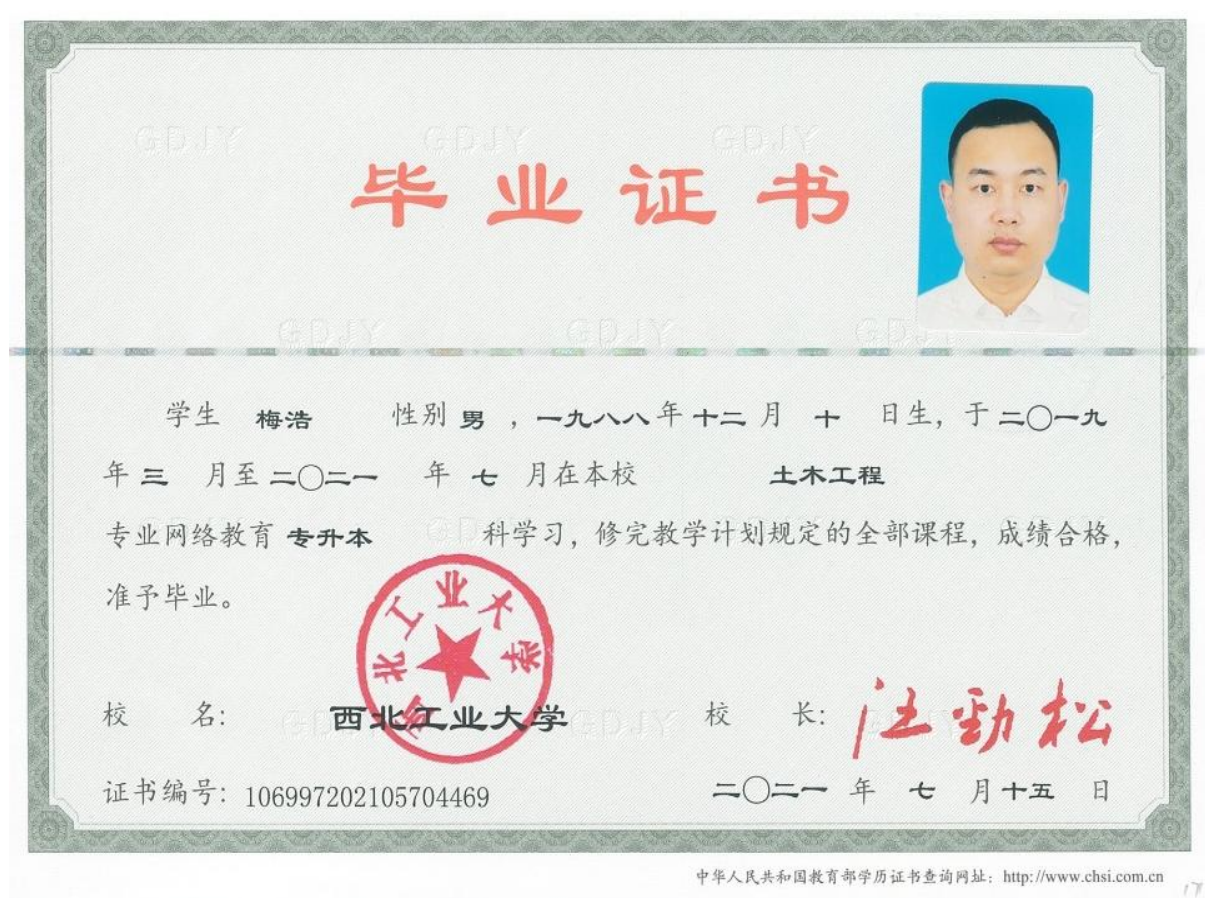 GDJY GDJY GDJY
毕业证书
GDJY GDJY GDJY
学生 梅浩 性别 男 ，一九八八年 十二 月 十 日生，于 二〇一九
年 三 月至 二〇二一 年 七 月在本校 土木工程
专业网络教育 专升本 科学习，修完教学计划规定的全部课程，成绩合格，
准予毕业。
西北工业大学
校 名： 西北工业大学 校 长： 汪劲松
证书编号：106997202105704469 二〇二一 年 七 月 十五 日
中华人民共和国教育部学历证书查询网址：http://www.chsi.com.cn
17